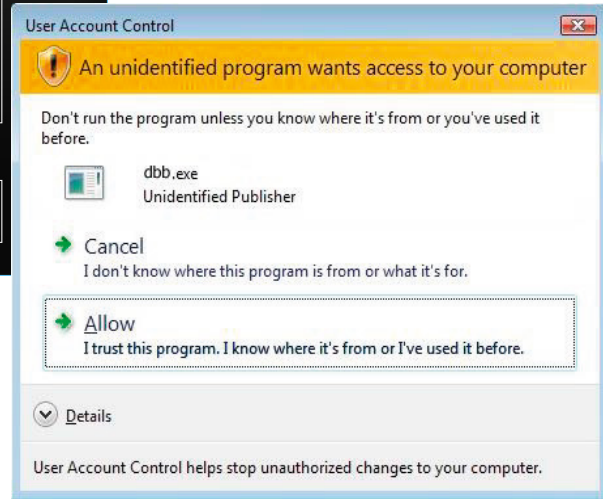 User Account Control
An unidentified program wants access to your computer
Don't run the program unless you know where it's from or you've used it
before.
dbb.exe
Unidentified Publisher
Cancel
I don't know where this program is from or what it's for.
Allow
I trust this program. I know where it's from or I've used it before.
Details
User Account Control helps stop unauthorized changes to your computer.